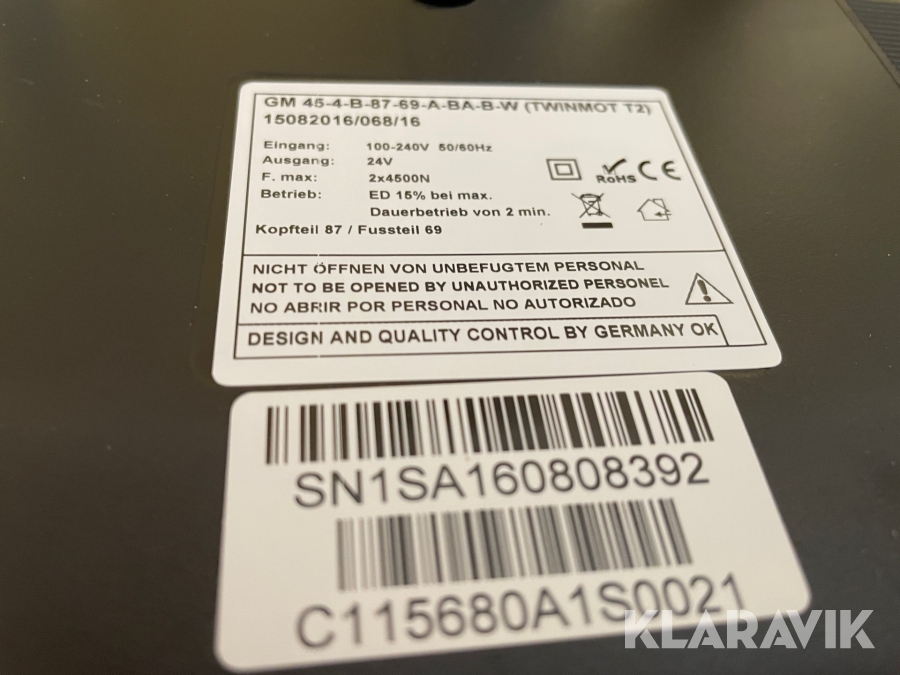 GM 45-4-B-87-69-A-BA-B-W (TWINMOT T2)
15082016/068/16
Eingang: 100-240V 50/60Hz
Ausgang: 24V
F. max: 2x4500N
Betrieb: ED 15% bei max.
Dauerbetrieb von 2 min.
Kopfteil 87 / Fussteil 69
RoHS CE
NICHT ÖFFNEN VON UNBEFUGTEM PERSONAL
NOT TO BE OPENED BY UNAUTHORIZED PERSONEL
NO ABRIR POR PERSONAL NO AUTORIZADO
DESIGN AND QUALITY CONTROL BY GERMANY OK
SN1SA160808392
C115680A1S0021
KLARAVIK